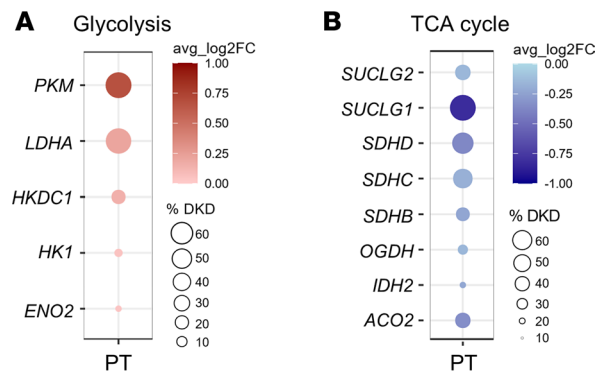 A Glycolysis
avg_log2FC
1.00
0.75
0.50
0.25
0.00
PKM
LDHA
HKDC1
HK1
ENO2
% DKD
60
50
40
30
20
10
PT
B TCA cycle
avg_log2FC
0.00
-0.25
-0.50
-0.75
-1.00
SUCLG2
SUCLG1
SDHD
SDHC
SDHB
OGDH
IDH2
ACO2
% DKD
60
50
40
30
20
10
PT